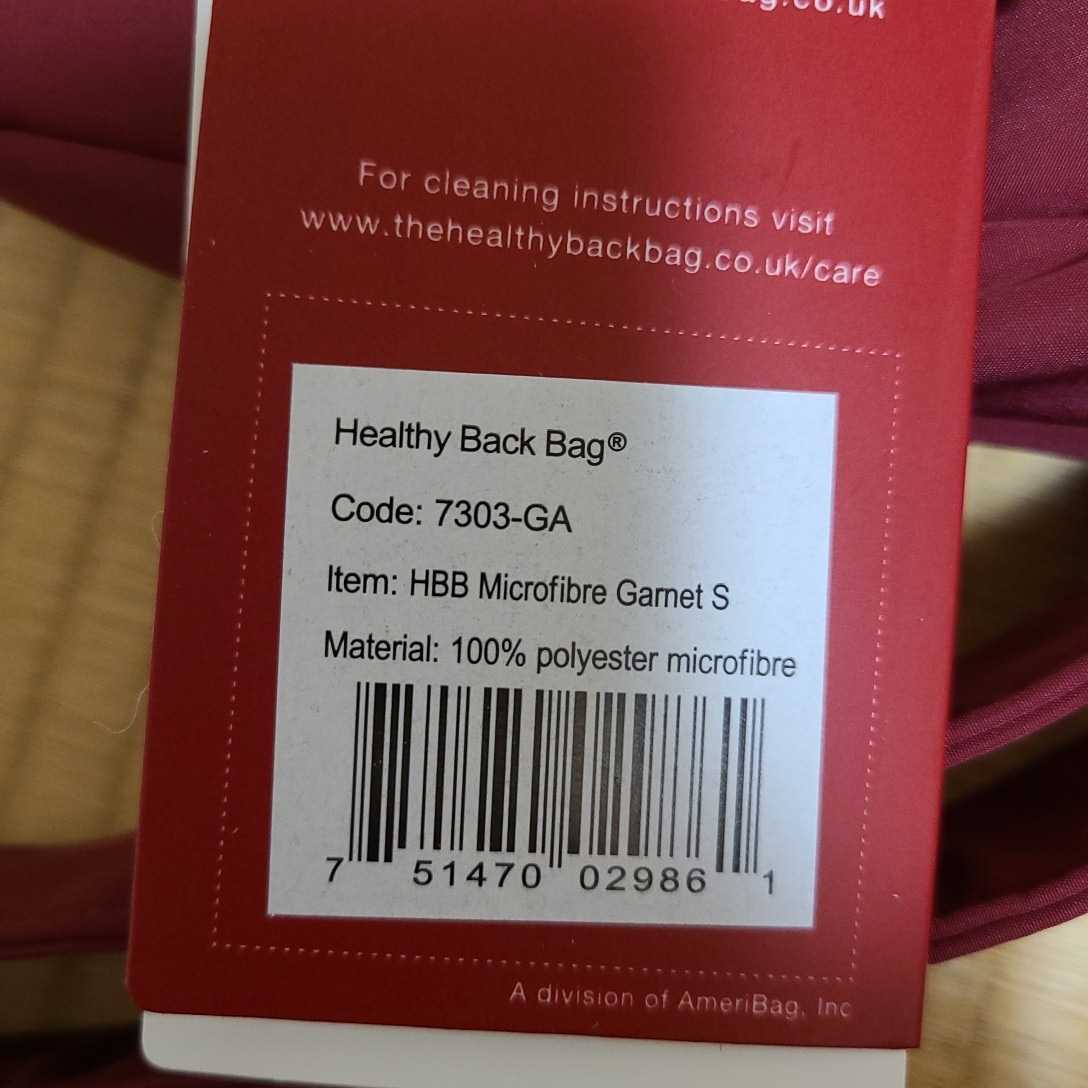 For cleaning instructions visit
www.thehealthybackbag.co.uk/care
Healthy Back Bag®
Code: 7303-GA
Item: HBB Microfibre Garnet S
Material: 100% polyester microfibre
7 51470 02986 1
A division of AmeriBag, Inc